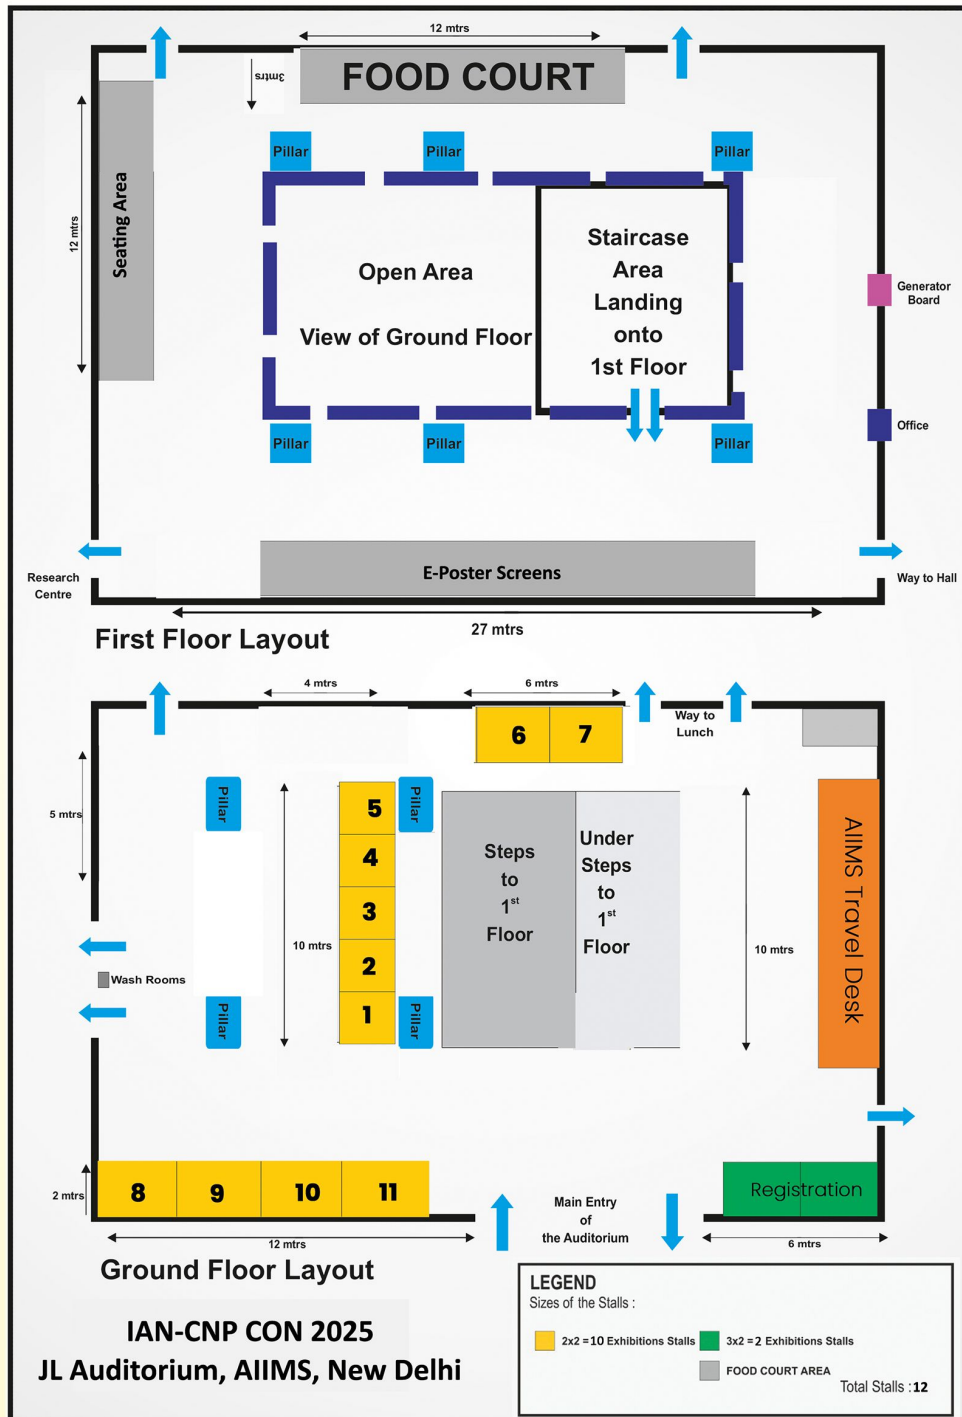 12 mtrs
FOOD COURT
3mtrs
Pillar
Pillar
Pillar
Seating Area
12 mtrs
Open Area
View of Ground Floor
Staircase
Area
Landing
onto
1st Floor
Generator
Board
Office
Pillar
Pillar
Pillar
E-Poster Screens
Research
Centre
Way to Hall
27 mtrs
First Floor Layout
4 mtrs
6 mtrs
6
7
Way to
Lunch
5 mtrs
Pillar
5
Pillar
4
3
2
1
10 mtrs
Steps
to
1st
Floor
Under
Steps
to
1st
Floor
10 mtrs
AIIMS Travel Desk
Wash Rooms
Pillar
Pillar
2 mtrs
8
9
10
11
Main Entry
of
the Auditorium
Registration
12 mtrs
6 mtrs
Ground Floor Layout
IAN-CNP CON 2025
JL Auditorium, AIIMS, New Delhi
LEGEND
Sizes of the Stalls :
2x2 = 10 Exhibitions Stalls
3x2 = 2 Exhibitions Stalls
FOOD COURT AREA
Total Stalls : 12